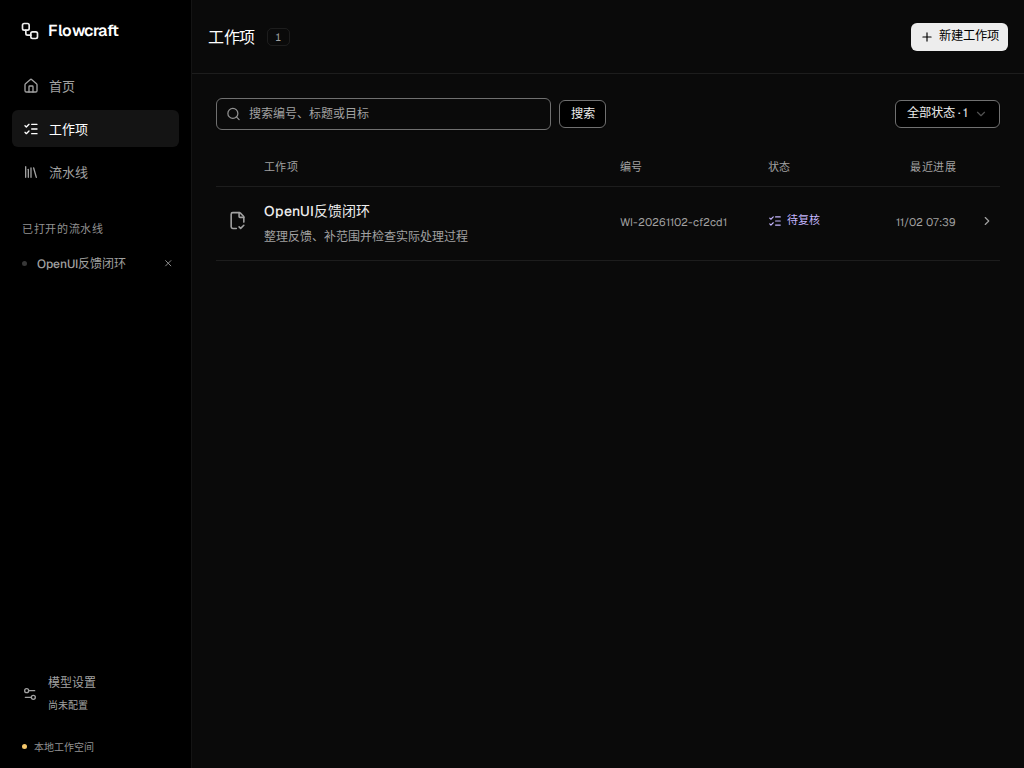 Flowcraft
首页
工作项
流水线
已打开的流水线
OpenUI反馈闭环
模型设置
尚未配置
本地工作空间
工作项 1
新建工作项
搜索编号、标题或目标
搜索
全部状态 · 1
工作项 编号 状态 最近进展
OpenUI反馈闭环
整理反馈、补范围并检查实际处理过程
WI-20261102-cf2cd1
待复核
11/02 07:39